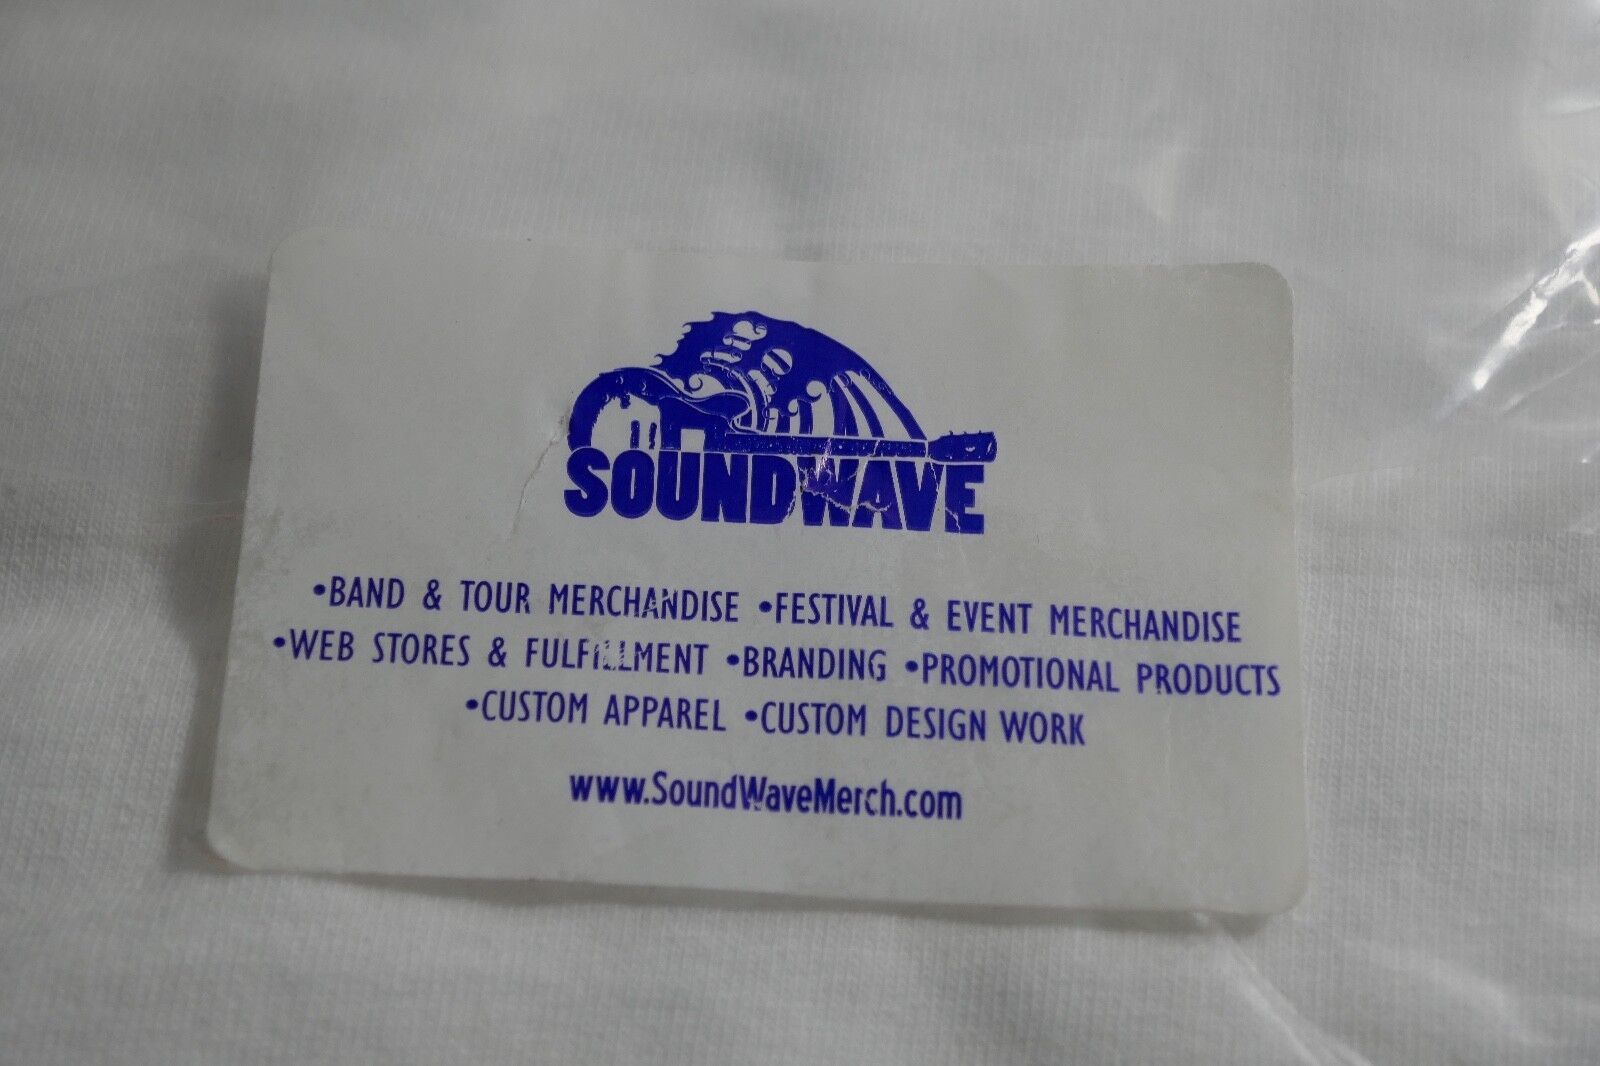 SOUNDWAVE
•BAND & TOUR MERCHANDISE •FESTIVAL & EVENT MERCHANDISE
•WEB STORES & FULFILLMENT •BRANDING •PROMOTIONAL PRODUCTS
•CUSTOM APPAREL •CUSTOM DESIGN WORK
www.SoundWaveMerch.com